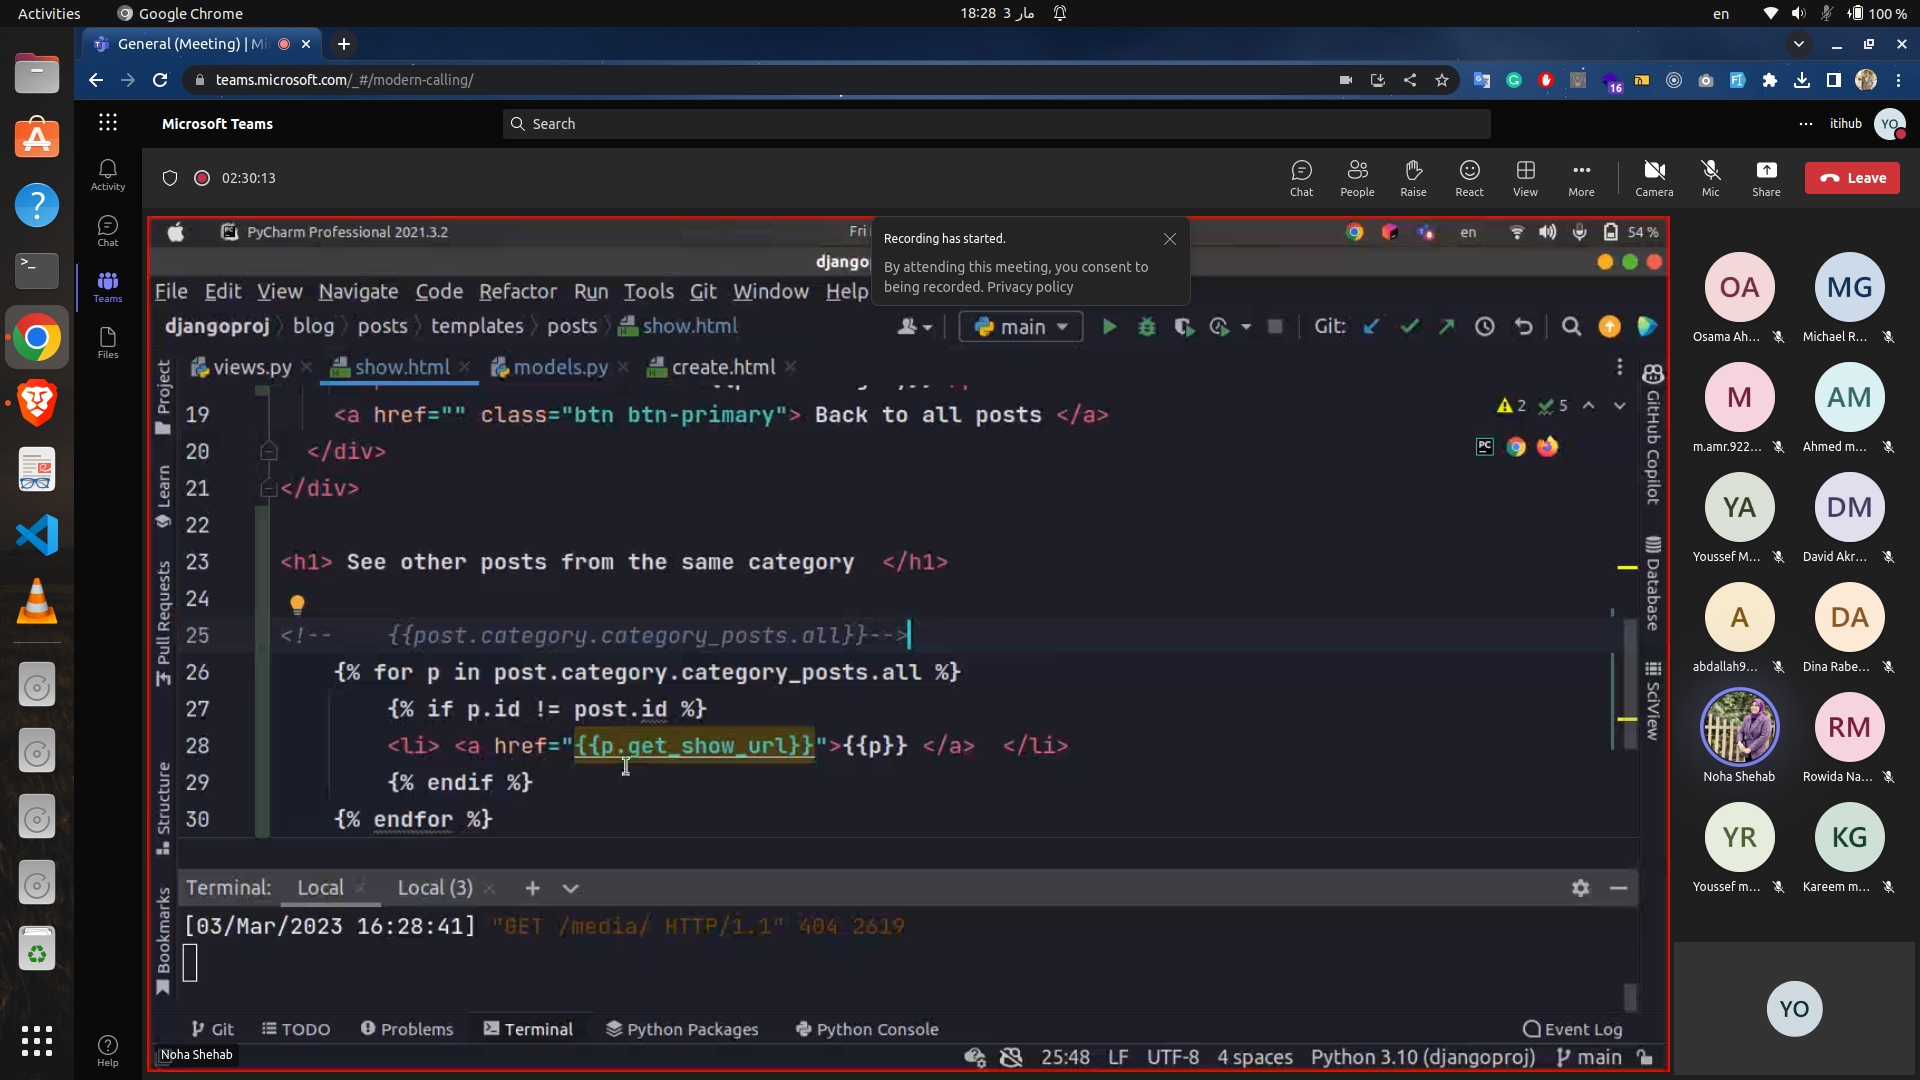 Activities
Google Chrome
18:28 3 مار
en
100 %
General (Meeting) | Mi
teams.microsoft.com/_#/modern-calling/
16
Microsoft Teams
Search
itihub
YO
Activity
Chat
Teams
Files
Help
02:30:13
Chat
People
Raise
React
View
More
Camera
Mic
Share
Leave
PyCharm Professional 2021.3.2
Fri
en
54 %
Recording has started.
By attending this meeting, you consent to
being recorded. Privacy policy
django
File Edit View Navigate Code Refactor Run Tools Git Window Help
djangoproj blog posts templates posts show.html
main
Git:
views.py
show.html
models.py
create.html
Project
Learn
Pull Requests
Structure
Bookmarks
GitHub Copilot
Database
SciView
2 5
19 <a href="" class="btn btn-primary"> Back to all posts </a>
20 </div>
21 </div>
22
23 <h1> See other posts from the same category </h1>
24
25 <!-- {{post.category.category_posts.all}}-->
26 {% for p in post.category.category_posts.all %}
27 {% if p.id != post.id %}
28 <li> <a href="{{p.get_show_url}}">{{p}} </a> </li>
29 {% endif %}
30 {% endfor %}
Terminal: Local Local (3)
[03/Mar/2023 16:28:41] "GET /media/ HTTP/1.1" 404 2619
Git TODO Problems Terminal Python Packages Python Console Event Log
Noha Shehab
25:48 LF UTF-8 4 spaces Python 3.10 (djangoproj) main
OA
Osama Ah...
MG
Michael R...
M
m.amr.922...
AM
Ahmed m...
YA
Youssef M...
DM
David Akr...
A
abdallah9...
DA
Dina Rabe...
Noha Shehab
RM
Rowida Na...
YR
Youssef m...
KG
Kareem m...
YO